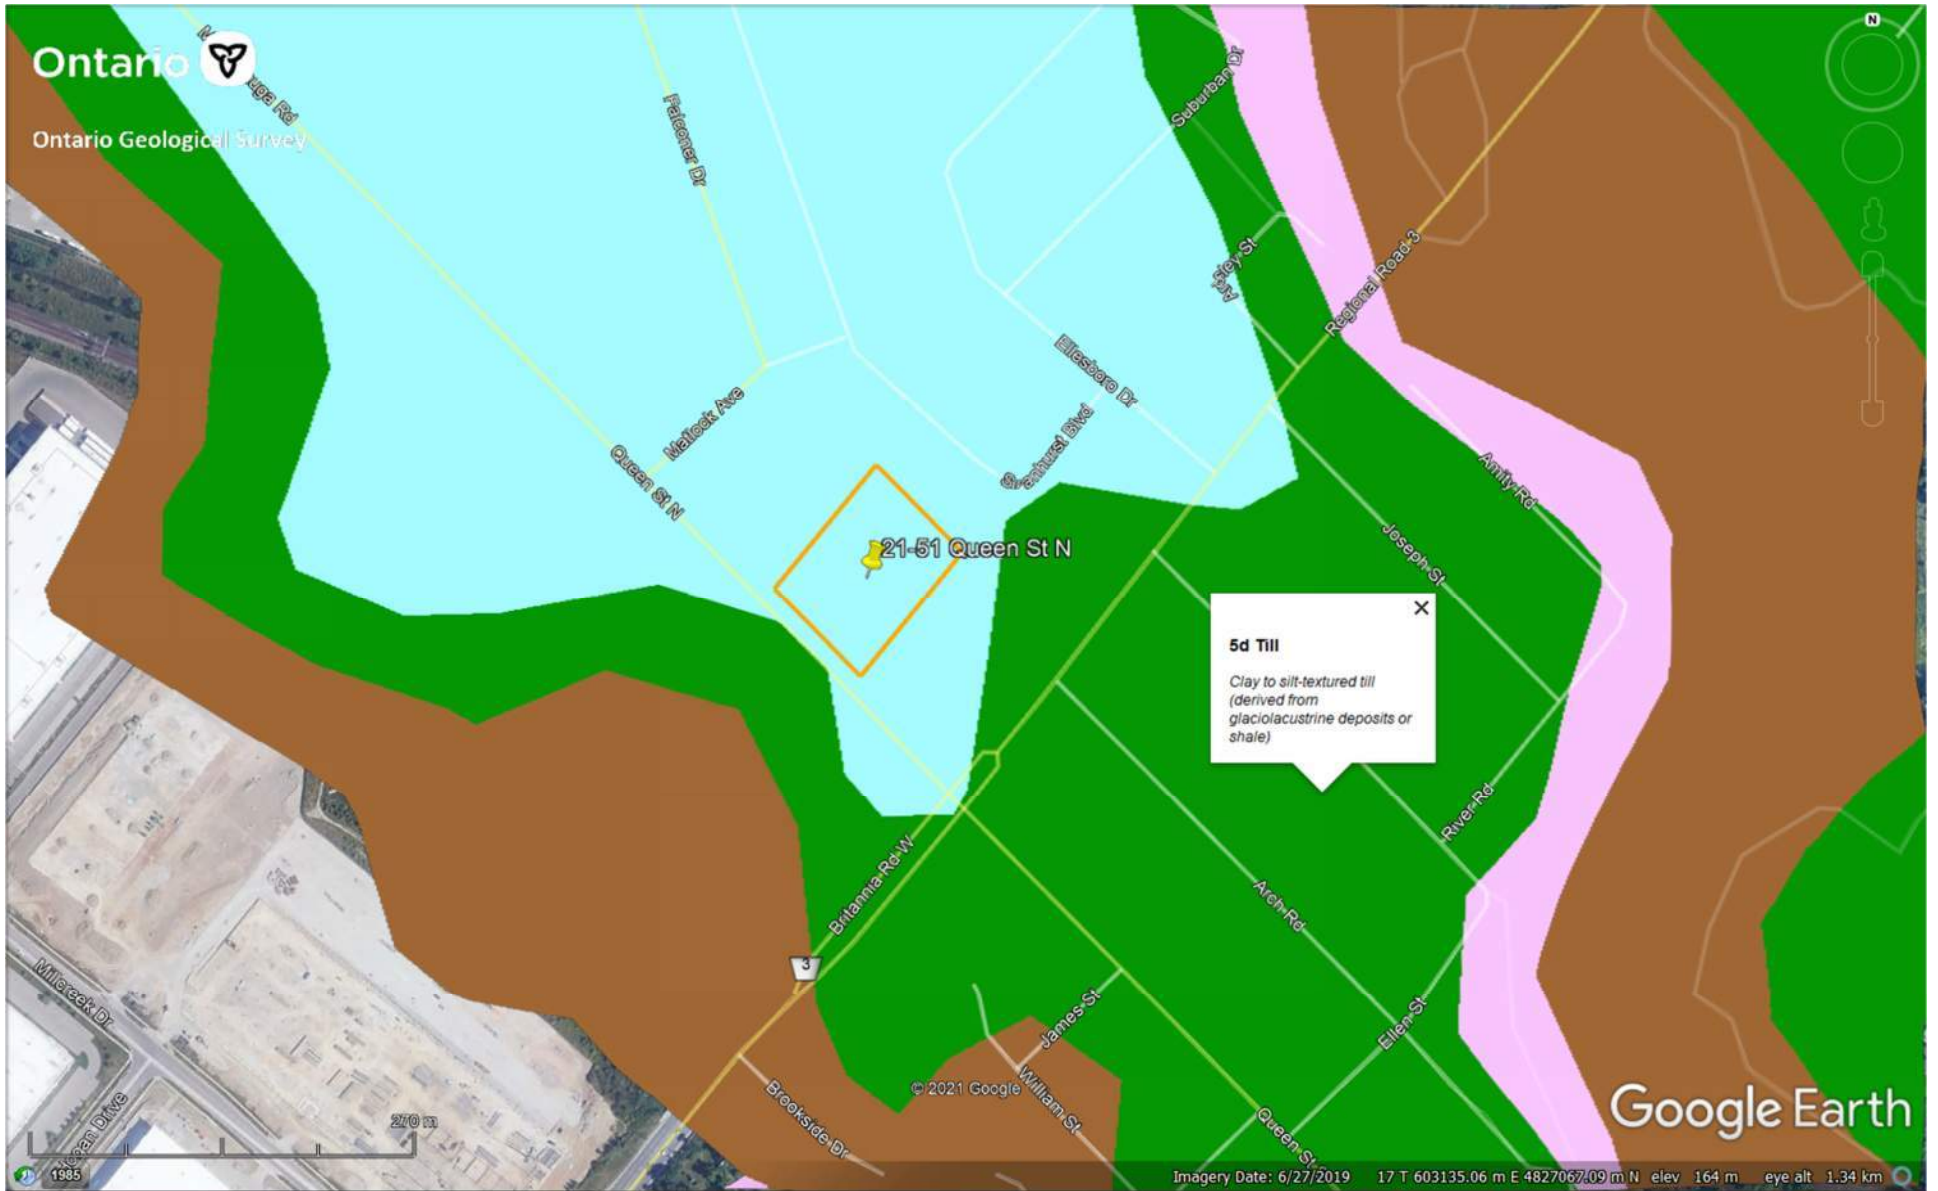 Ontario
Ontario Geological Survey
N
Falconer Dr
Suburban Dr
Regional Road 3
Ellesboro Dr
Matlock Ave
Queen St N
21-51 Queen St N
Amity Rd
Joseph St
×
5d Till
Clay to silt-textured till
(derived from
glaciolacustrine deposits or
shale)
River Rd
Britannia Rd W
Arch Rd
3
Millcreek Dr
James St
Ellen St
© 2021 Google
William St
Brookside Dr
Queen St S
Drive
270 m
Google Earth
1985
Imagery Date: 6/27/2019 17 T 603135.06 m E 4827067.09 m N elev 164 m eye alt 1.34 km